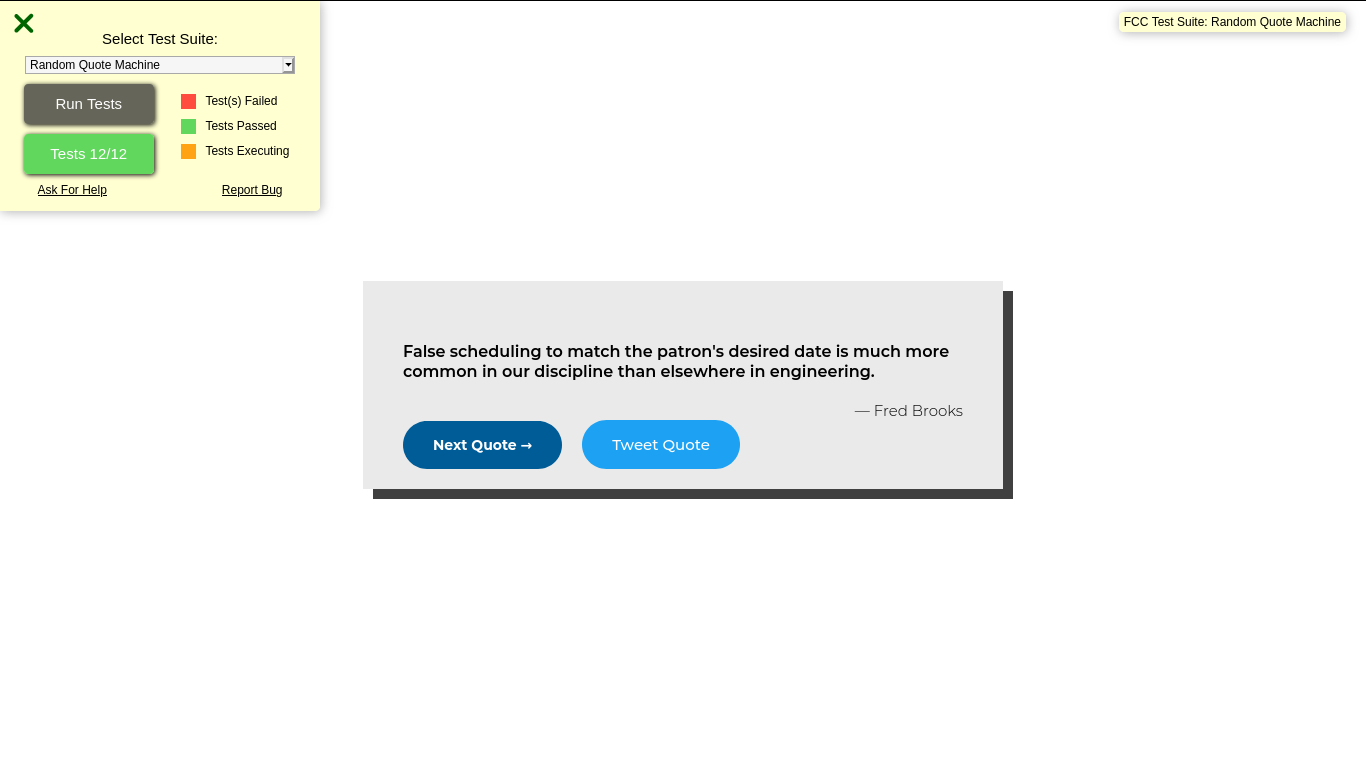 FCC Test Suite: Random Quote Machine
Select Test Suite:
Random Quote Machine
Run Tests
Test(s) Failed
Tests Passed
Tests 12/12
Tests Executing
Ask For Help
Report Bug
False scheduling to match the patron's desired date is much more
common in our discipline than elsewhere in engineering.
— Fred Brooks
Next Quote →
Tweet Quote